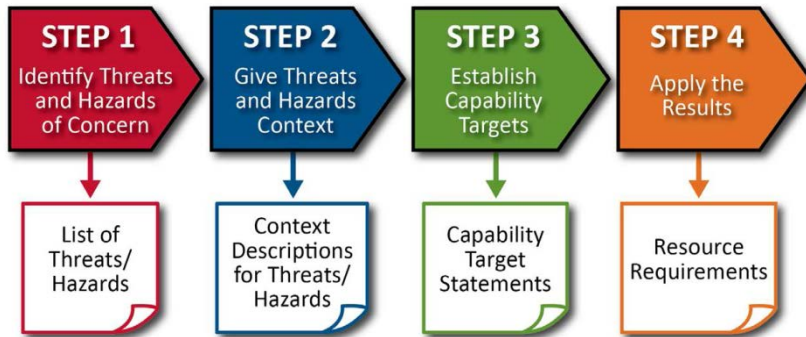 STEP 1
Identify Threats
and Hazards
of Concern
STEP 2
Give Threats
and Hazards
Context
STEP 3
Establish
Capability
Targets
STEP 4
Apply the
Results
List of
Threats/
Hazards
Context
Descriptions
for Threats/
Hazards
Capability
Target
Statements
Resource
Requirements